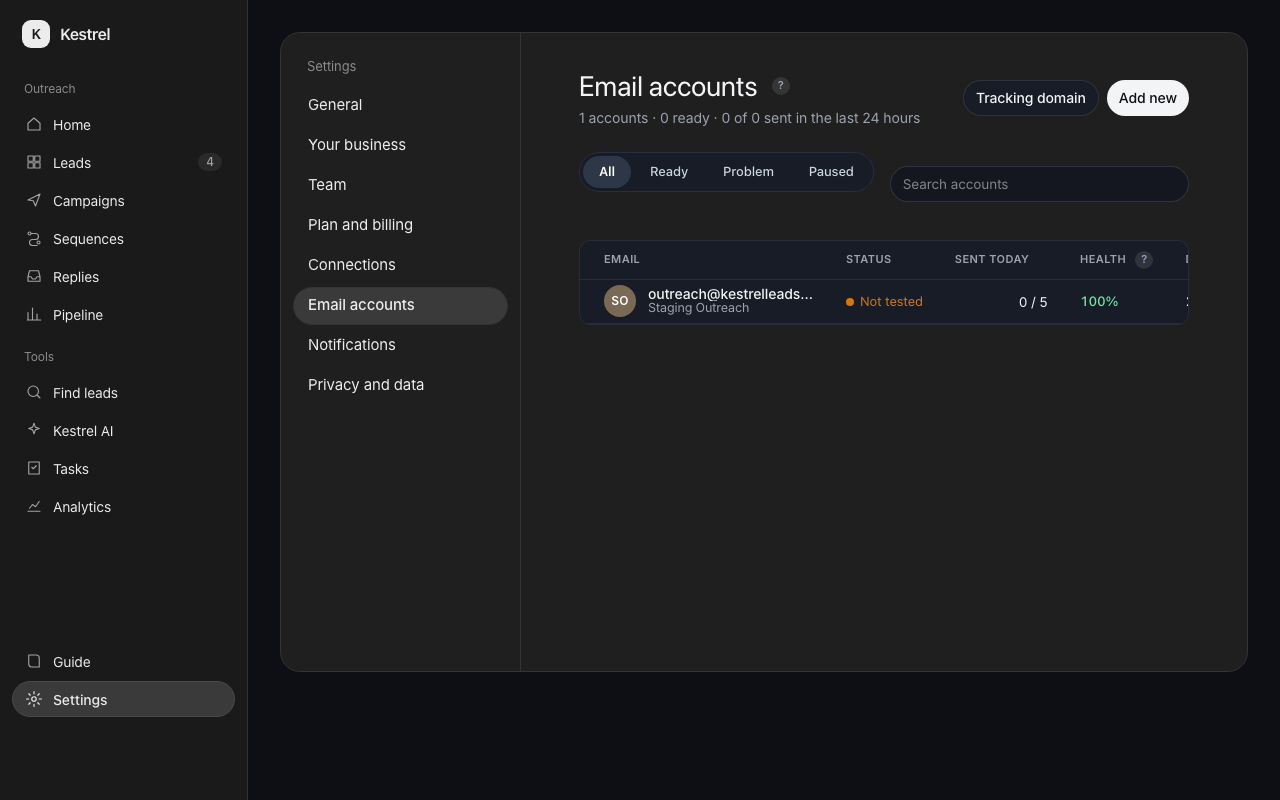 K Kestrel
Outreach
Home
Leads 4
Campaigns
Sequences
Replies
Pipeline
Tools
Find leads
Kestrel AI
Tasks
Analytics
Guide
Settings
Settings
General
Your business
Team
Plan and billing
Connections
Email accounts
Notifications
Privacy and data
Email accounts ?
1 accounts · 0 ready · 0 of 0 sent in the last 24 hours
Tracking domain Add new
All Ready Problem Paused
Search accounts
EMAIL STATUS SENT TODAY HEALTH ?
SO outreach@kestrelleads... Not tested 0 / 5 100%
Staging Outreach